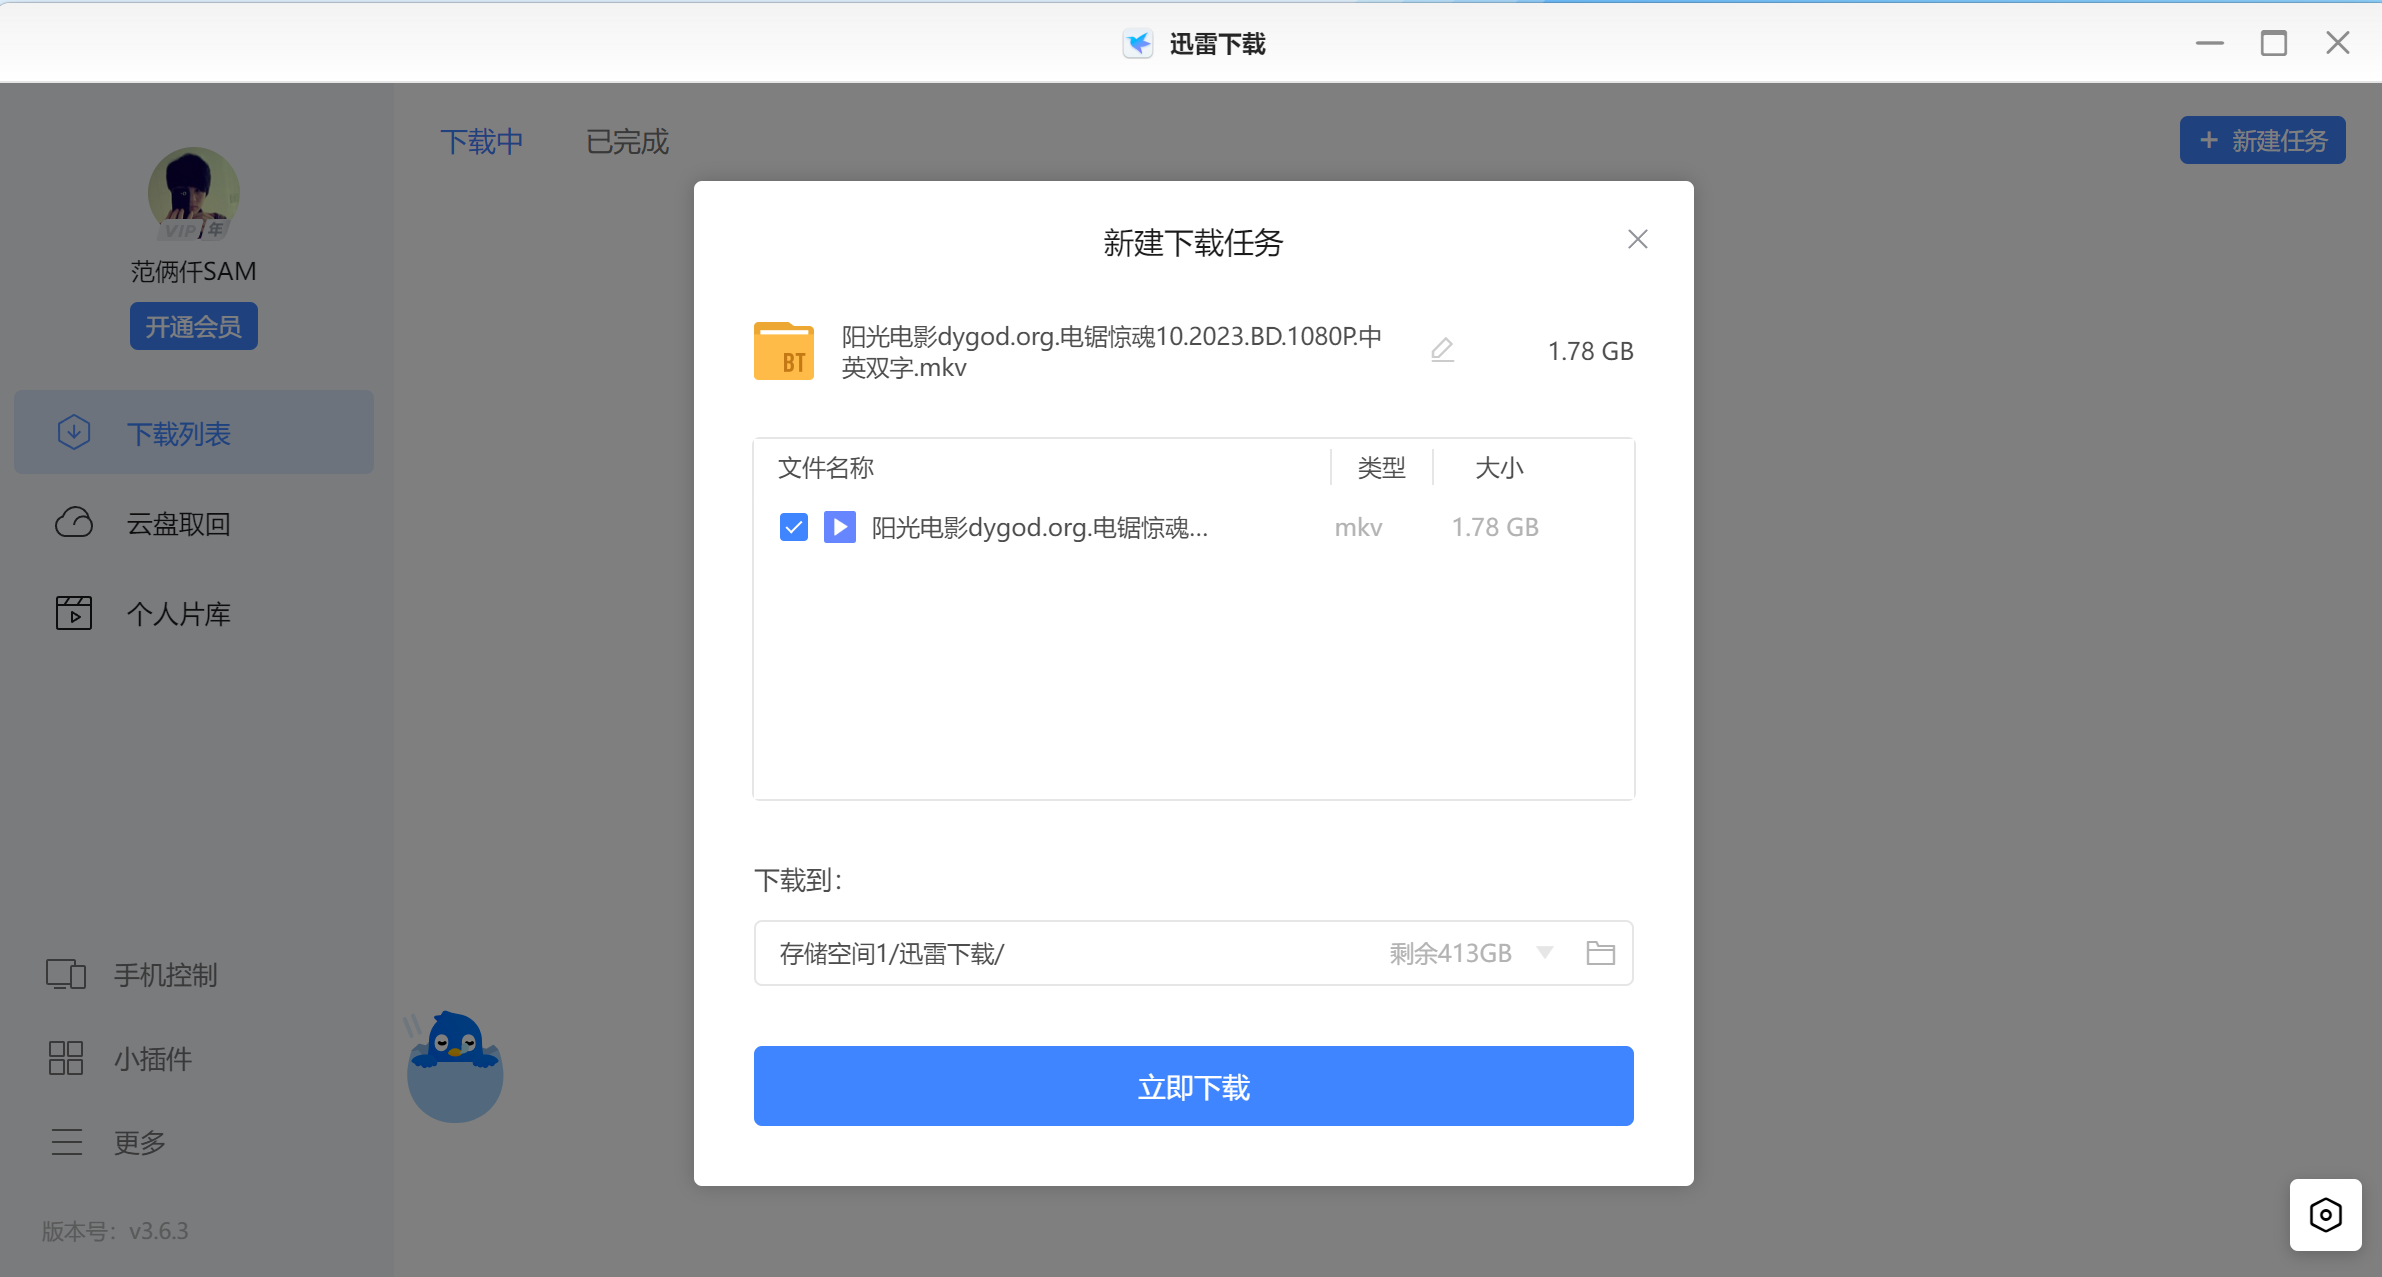 迅雷下载
VIP/年
范俩仟SAM
开通会员
下载列表
云盘取回
个人片库
手机控制
小插件
更多
版本号：v3.6.3
下载中
已完成
+ 新建任务
新建下载任务
BT
阳光电影dygod.org.电锯惊魂10.2023.BD.1080P.中
英双字.mkv
1.78 GB
文件名称
类型
大小
阳光电影dygod.org.电锯惊魂...
mkv
1.78 GB
下载到：
存储空间1/迅雷下载/
剩余413GB
立即下载